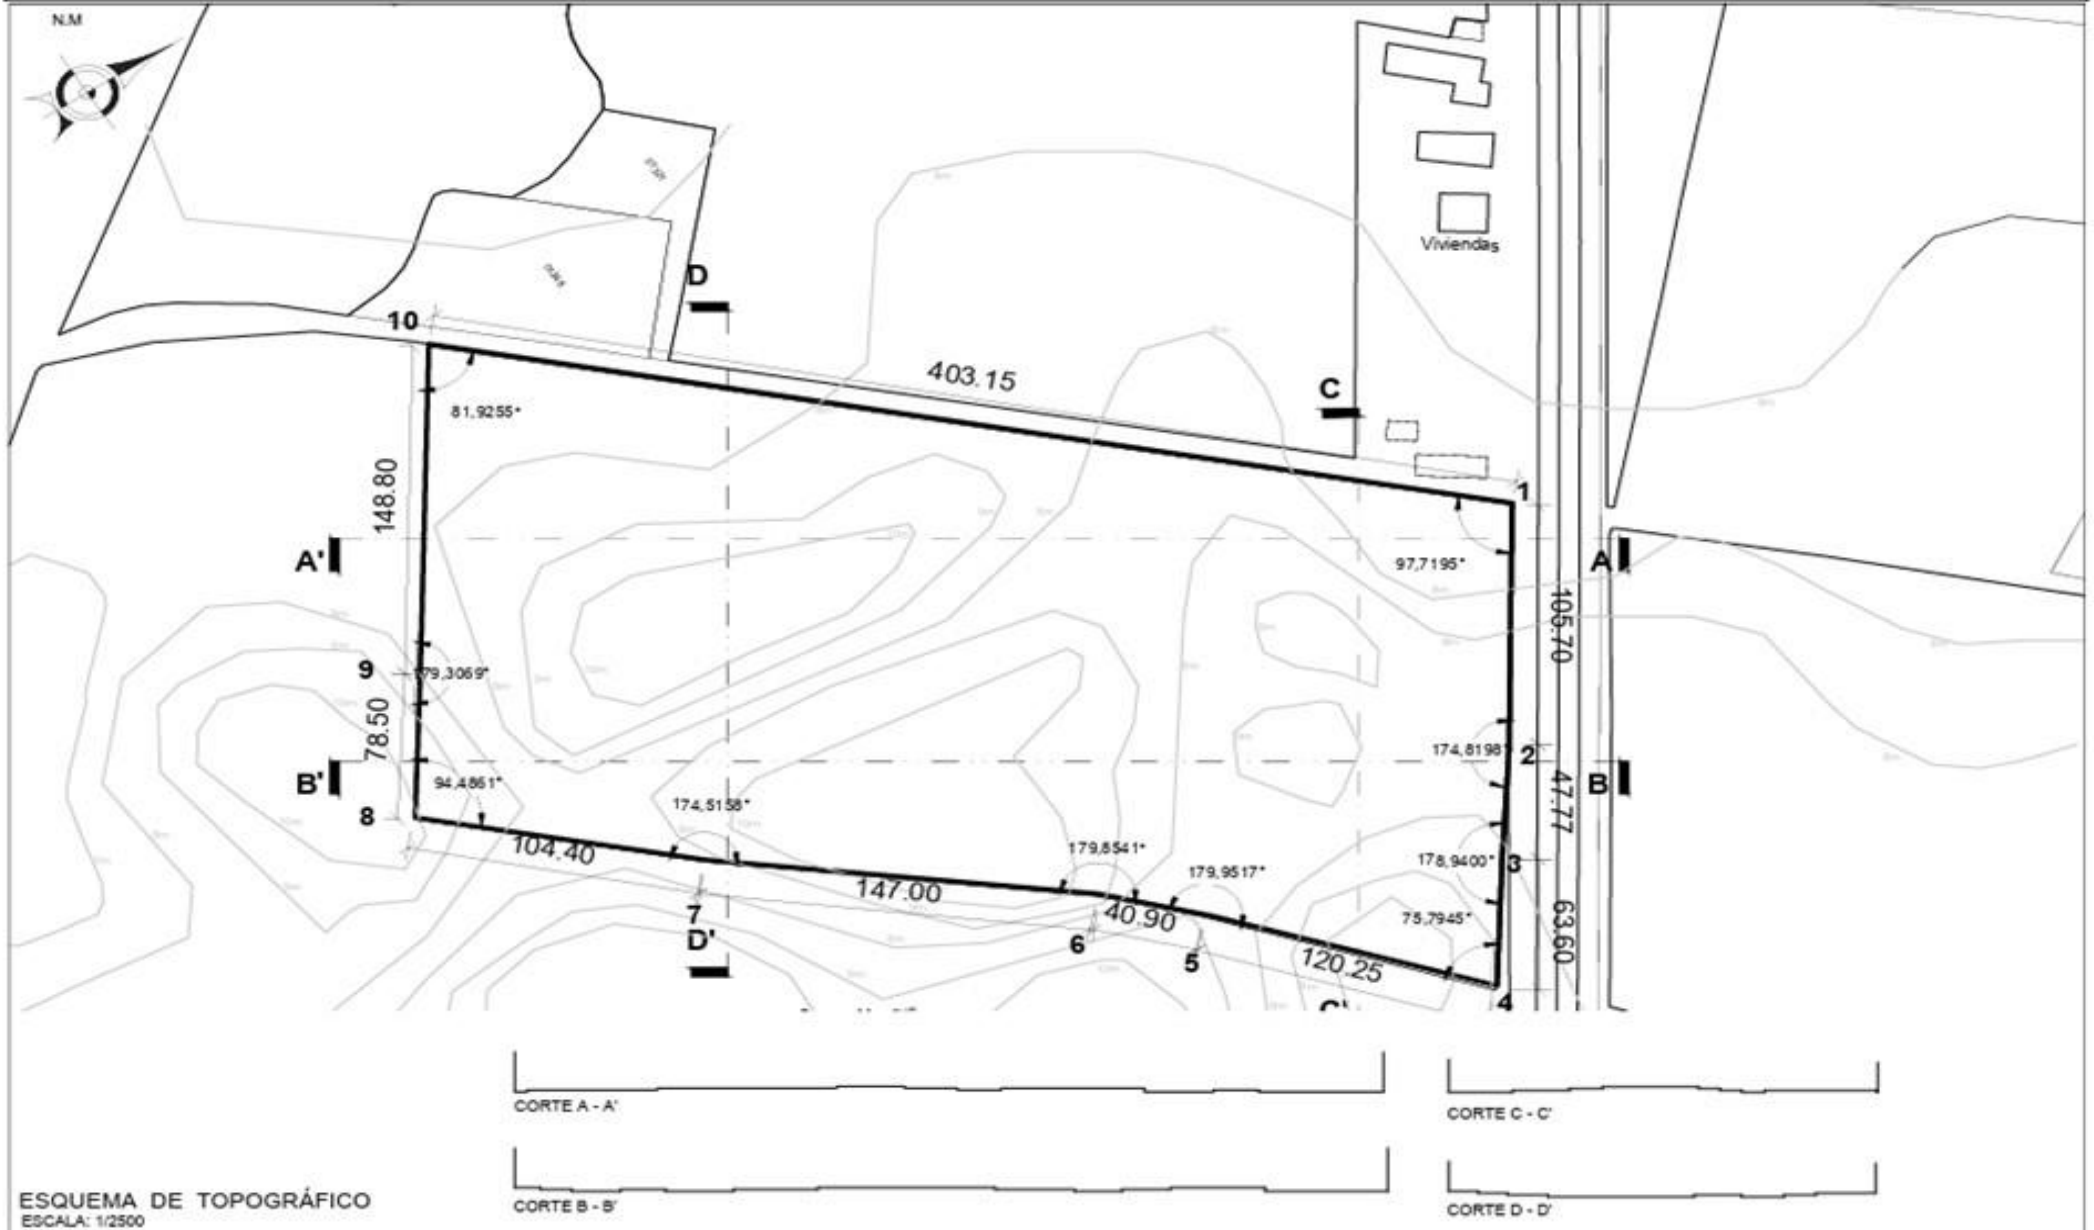 N.M
Viviendas
D
10
403.15
C
81,9255°
1
148.80
A'
A
97,7195°
105.70
9
79,3069°
78.50
174,8198°
2
B'
B
94,4861°
174,5158°
47.77
8
104.40
179,8541°
178,9400°
3
179,9517°
147.00
75,7945°
63.60
7
40.90
D'
6
5
120.25
4
C'
CORTE A - A'
CORTE C - C'
CORTE B - B'
CORTE D - D'
ESQUEMA DE TOPOGRÁFICO
ESCALA: 1/2500